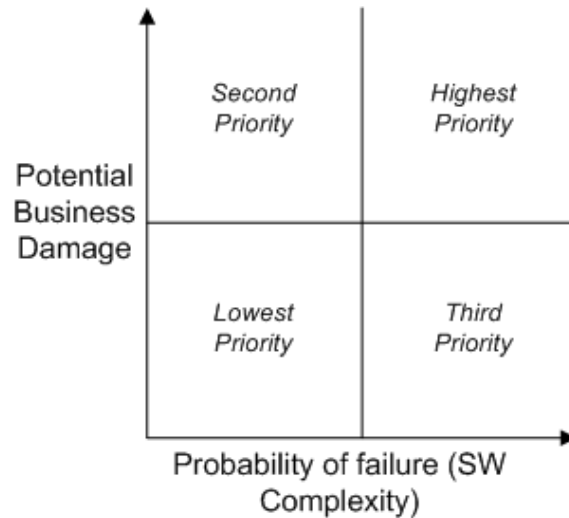 Second
Priority
Highest
Priority
Potential
Business
Damage
Lowest
Priority
Third
Priority
Probability of failure (SW
Complexity)